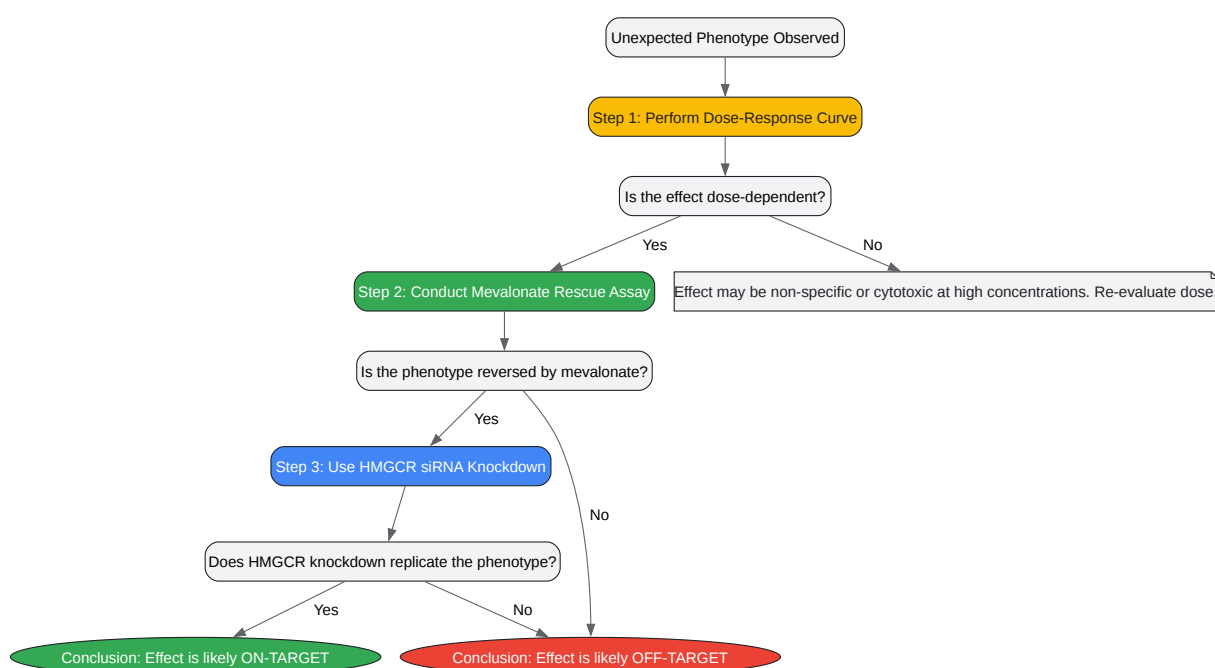 Unexpected Phenotype Observed
Step 1: Perform Dose-Response Curve
Is the effect dose-dependent?
Yes
No
Step 2: Conduct Mevalonate Rescue Assay
Effect may be non-specific or cytotoxic at high concentrations. Re-evaluate dose.
Is the phenotype reversed by mevalonate?
Yes
Step 3: Use HMGCR siRNA Knockdown
No
Does HMGCR knockdown replicate the phenotype?
Yes
No
Conclusion: Effect is likely ON-TARGET
Conclusion: Effect is likely OFF-TARGET